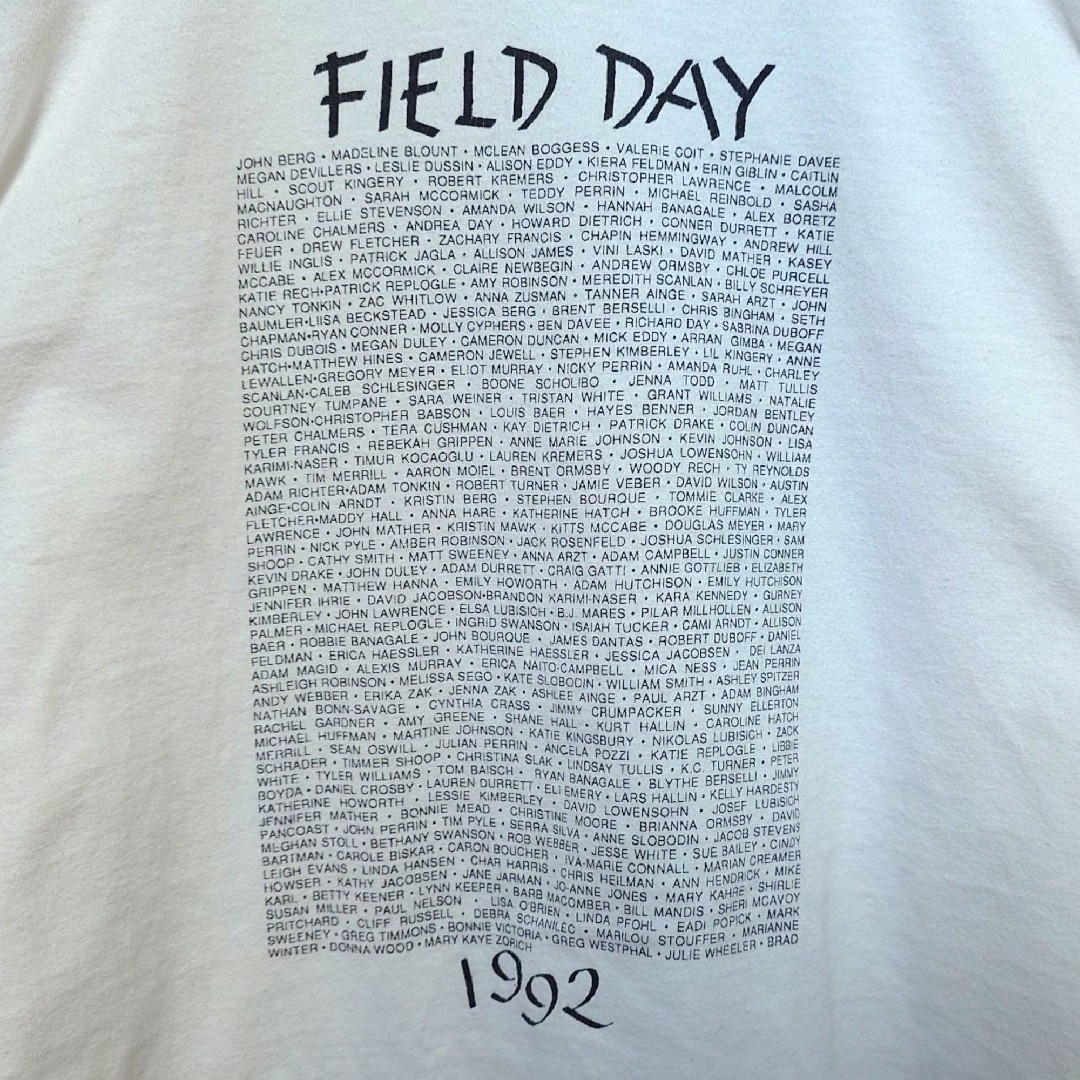 FIELD DAY
JOHN BERG • MADELINE BLOUNT • MCLEAN BOGGESS • VALERIE COIT • STEPHANIE DAVEE
MEGAN DEVILLERS • LESLIE DUSSIN • ALISON EDDY • KIERA FELDMAN • ERIN GIBLIN • CAITLIN
HILL • SCOUT KINGERY • ROBERT KREMERS • CHRISTOPHER LAWRENCE • MALCOLM
MACNAUGHTON • SARAH MCCORMICK • TEDDY PERRIN • MICHAEL REINBOLD • SASHA
RICHTER • ELLIE STEVENSON • AMANDA WILSON • HANNAH BANAGALE • ALEX BORETZ
CAROLINE CHALMERS • ANDREA DAY • HOWARD DIETRICH • CONNER DURRETT • KATIE
FFUER • DREW FLETCHER • ZACHARY FRANCIS • CHAPIN HEMMINGWAY • ANDREW HILL
WILLIE INGLIS • PATRICK JAGLA • ALLISON JAMES • VINI LASKI • DAVID MATHER • KASEY
MCCABE • ALEX MCCORMICK • CLAIRE NEWBEGIN • ANDREW ORMSBY • CHLOE PURCELL
KATIE RECH•PATRICK REPLOGLE • AMY ROBINSON • MEREDITH SCANLAN • BILLY SCHREYER
NANCY TONKIN • ZAC WHITLOW • ANNA ZUSMAN • TANNER AINGE • SARAH ARZT • JOHN
BAUMLER•LIISA BECKSTEAD • JESSICA BERG • BRENT BERSELLI • CHRIS BINGHAM • SETH
CHAPMAN•RYAN CONNER • MOLLY CYPHERS • BEN DAVEE • RICHARD DAY • SABRINA DUBOFF
CHRIS DUBOIS • MEGAN DULEY • CAMERON DUNCAN • MICK EDDY • ARRAN GIMBA • MEGAN
HATCH•MATTHEW HINES • CAMERON JEWELL • STEPHEN KIMBERLEY • LIL KINGERY • ANNE
LEWALLEN•GREGORY MEYER • ELIOT MURRAY • NICKY PERRIN • AMANDA RUHL • CHARLEY
SCANLAN•CALEB SCHLESINGER • BOONE SCHOLIBO • JENNA TODD • MATT TULLIS
COURTNEY TUMPANE • SARA WEINER • TRISTAN WHITE • GRANT WILLIAMS • NATALIE
WOLFSON•CHRISTOPHER BABSON • LOUIS BAER • HAYES BENNER • JORDAN BENTLEY
PETER CHALMERS • TERA CUSHMAN • KAY DIETRICH • PATRICK DRAKE • COLIN DUNCAN
TYLER FRANCIS • REBEKAH GRIPPEN • ANNE MARIE JOHNSON • KEVIN JOHNSON • LISA
KARIMI-NASER • TIMUR KOCAOGLU • LAUREN KREMERS • JOSHUA LOWENSOHN • WILLIAM
MAWK • TIM MERRILL • AARON MOIEL • BRENT ORMSBY • WOODY RECH • TY REYNOLDS
ADAM RICHTER•ADAM TONKIN • ROBERT TURNER • JAMIE VEBER • DAVID WILSON • AUSTIN
AINGE•COLIN ARNDT • KRISTIN BERG • STEPHEN BOURQUE • TOMMIE CLARKE • ALEX
FLETCHER•MADDY HALL • ANNA HARE • KATHERINE HATCH • BROOKE HUFFMAN • TYLER
LAWRENCE • JOHN MATHER • KRISTIN MAWK • KITTS MCCABE • DOUGLAS MEYER • MARY
PERRIN • NICK PYLE • AMBER ROBINSON • JACK ROSENFELD • JOSHUA SCHLESINGER • SAM
SHOOP • CATHY SMITH • MATT SWEENEY • ANNA ARZT • ADAM CAMPBELL • JUSTIN CONNER
KEVIN DRAKE • JOHN DULEY • ADAM DURRETT • CRAIG GATTI • ANNIE GOTTLIEB • ELIZABETH
GRIPPEN • MATTHEW HANNA • EMILY HOWORTH • ADAM HUTCHISON • EMILY HUTCHISON
JENNIFER IHRIE • DAVID JACOBSON•BRANDON KARIMI-NASER • KARA KENNEDY • GURNEY
KIMBERLEY • JOHN LAWRENCE • ELSA LUBISICH • B.J. MARES • PILAR MILLHOLLEN • ALLISON
PALMER • MICHAEL REPLOGLE • INGRID SWANSON • ISAIAH TUCKER • CAMI ARNDT • ALLISON
BAER • ROBBIE BANAGALE • JOHN BOURQUE • JAMES DANTAS • ROBERT DUBOFF • DANIEL
FELDMAN • ERICA HAESSLER • KATHERINE HAESSLER • JESSICA JACOBSEN • DEI LANZA
ADAM MAGID • ALEXIS MURRAY • ERICA NAITO-CAMPBELL • MICA NESS • JEAN PERRIN
ASHLEIGH ROBINSON • MELISSA SEGO • KATE SLOBODIN • WILLIAM SMITH • ASHLEY SPITZER
ANDY WEBBER • ERIKA ZAK • JENNA ZAK • ASHLEE AINGE • PAUL ARZT • ADAM BINGHAM
NATHAN BONN-SAVAGE • CYNTHIA CRASS • JIMMY CRUMPACKER • SUNNY ELLERTON
RACHEL GARDNER • AMY GREENE • SHANE HALL • KURT HALLIN • CAROLINE HATCH
MICHAEL HUFFMAN • MARTINE JOHNSON • KATIE KINGSBURY • NIKOLAS LUBISICH • ZACK
MERRILL • SEAN OSWILL • JULIAN PERRIN • ANGELA POZZI • KATIE REPLOGLE • LIBBIE
SCHRADER • TIMMER SHOOP • CHRISTINA SLAK • LINDSAY TULLIS • K.C. TURNER • PETER
WHITE • TYLER WILLIAMS • TOM BAISCH • RYAN BANAGALE • BLYTHE BERSELLI • JIMMY
BOYDA • DANIEL CROSBY • LAUREN DURRETT • ELI EMERY • LARS HALLIN • KELLY HARDESTY
KATHERINE HOWORTH • LESSIE KIMBERLEY • DAVID LOWENSOHN • JOSEF LUBISICH
JENNIFER MATHER • BONNIE MEAD • CHRISTINE MOORE • BRIANNA ORMSBY • DAVID
PANCOAST • JOHN PERRIN • TIM PYLE • SERRA SILVA • ANNE SLOBODIN • JACOB STEVENS
MEGHAN STOLL • BETHANY SWANSON • ROB WEBBER • JESSE WHITE • SUE BAILEY • CINDY
BARTMAN • CAROLE BISKAR • CARON BOUCHER • IVA-MARIE CONNALL • MARIAN CREAMER
LEIGH EVANS • LINDA HANSEN • CHAR HARRIS • CHRIS HEILMAN • ANN HENDRICK • MIKE
HOWSER • KATHY JACOBSEN • JANE JARMAN • JO-ANNE JONES • MARY KAHRE • SHIRLIE
KARL • BETTY KEENER • LYNN KEEPER • BARB MACOMBER • BILL MANDIS • SHERI MCAVOY
SUSAN MILLER • PAUL NELSON • LISA O'BRIEN • LINDA PFOHL • EADI POPICK • MARK
PRITCHARD • CLIFF RUSSELL • DEBRA SCHANILEC • MARILOU STOUFFER • MARIANNE
SWEENEY • GREG TIMMONS • BONNIE VICTORIA • GREG WESTPHAL • JULIE WHEELER • BRAD
WINTER • DONNA WOOD • MARY KAYE ZORICH
1992